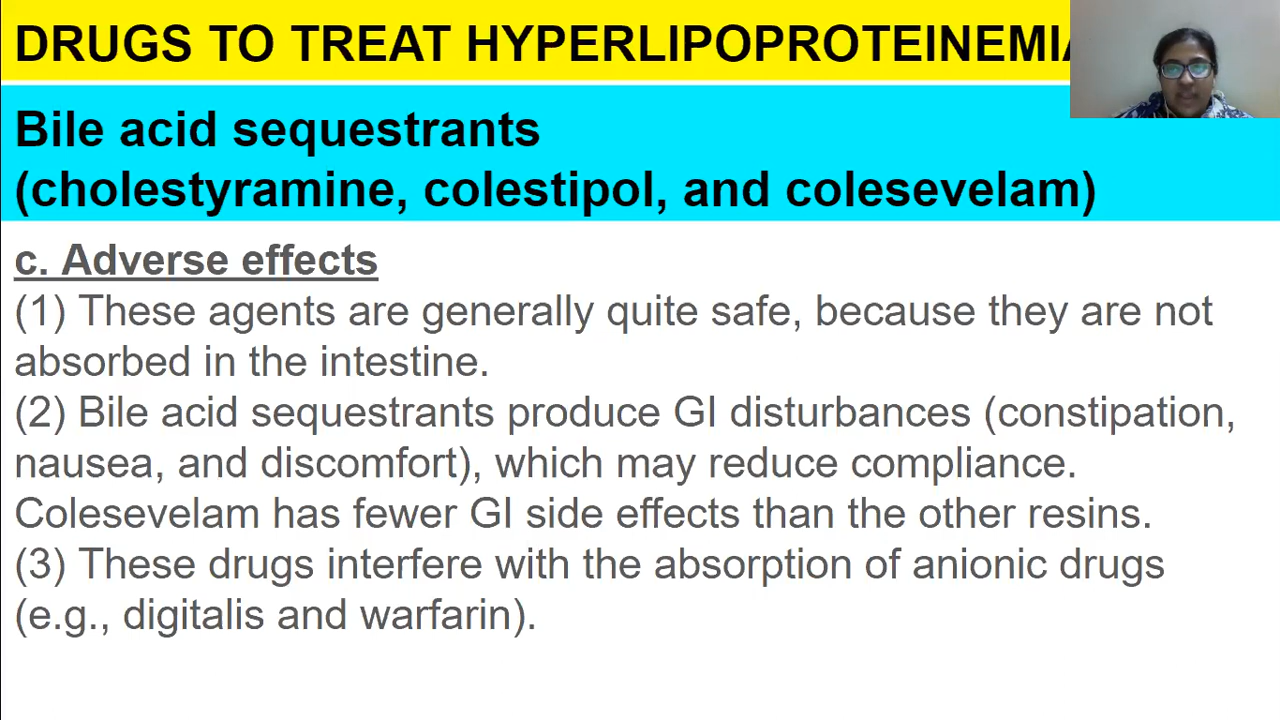 DRUGS TO TREAT HYPERLIPOPROTEINEMIA
Bile acid sequestrants
(cholestyramine, colestipol, and colesevelam)
c. Adverse effects
(1) These agents are generally quite safe, because they are not
absorbed in the intestine.
(2) Bile acid sequestrants produce GI disturbances (constipation,
nausea, and discomfort), which may reduce compliance.
Colesevelam has fewer GI side effects than the other resins.
(3) These drugs interfere with the absorption of anionic drugs
(e.g., digitalis and warfarin).